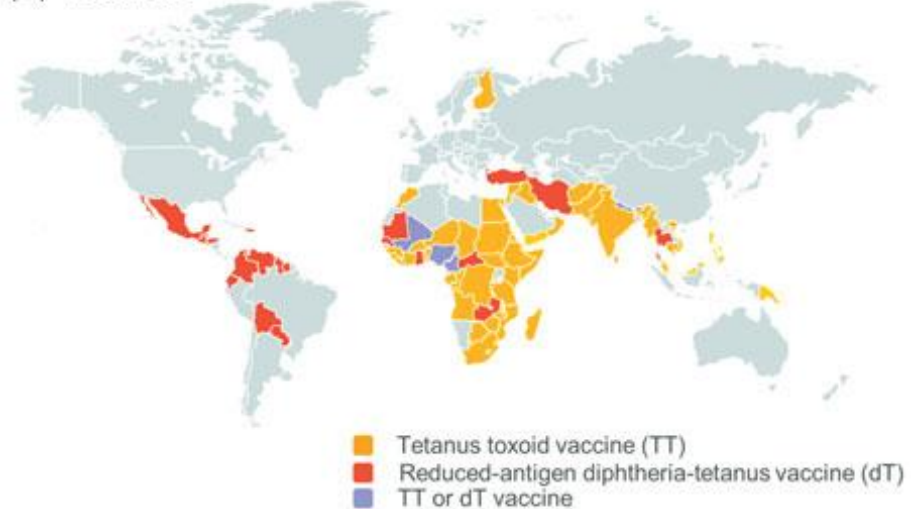 Tetanus toxoid vaccine (TT)
Reduced-antigen diphtheria-tetanus vaccine (dT)
TT or dT vaccine